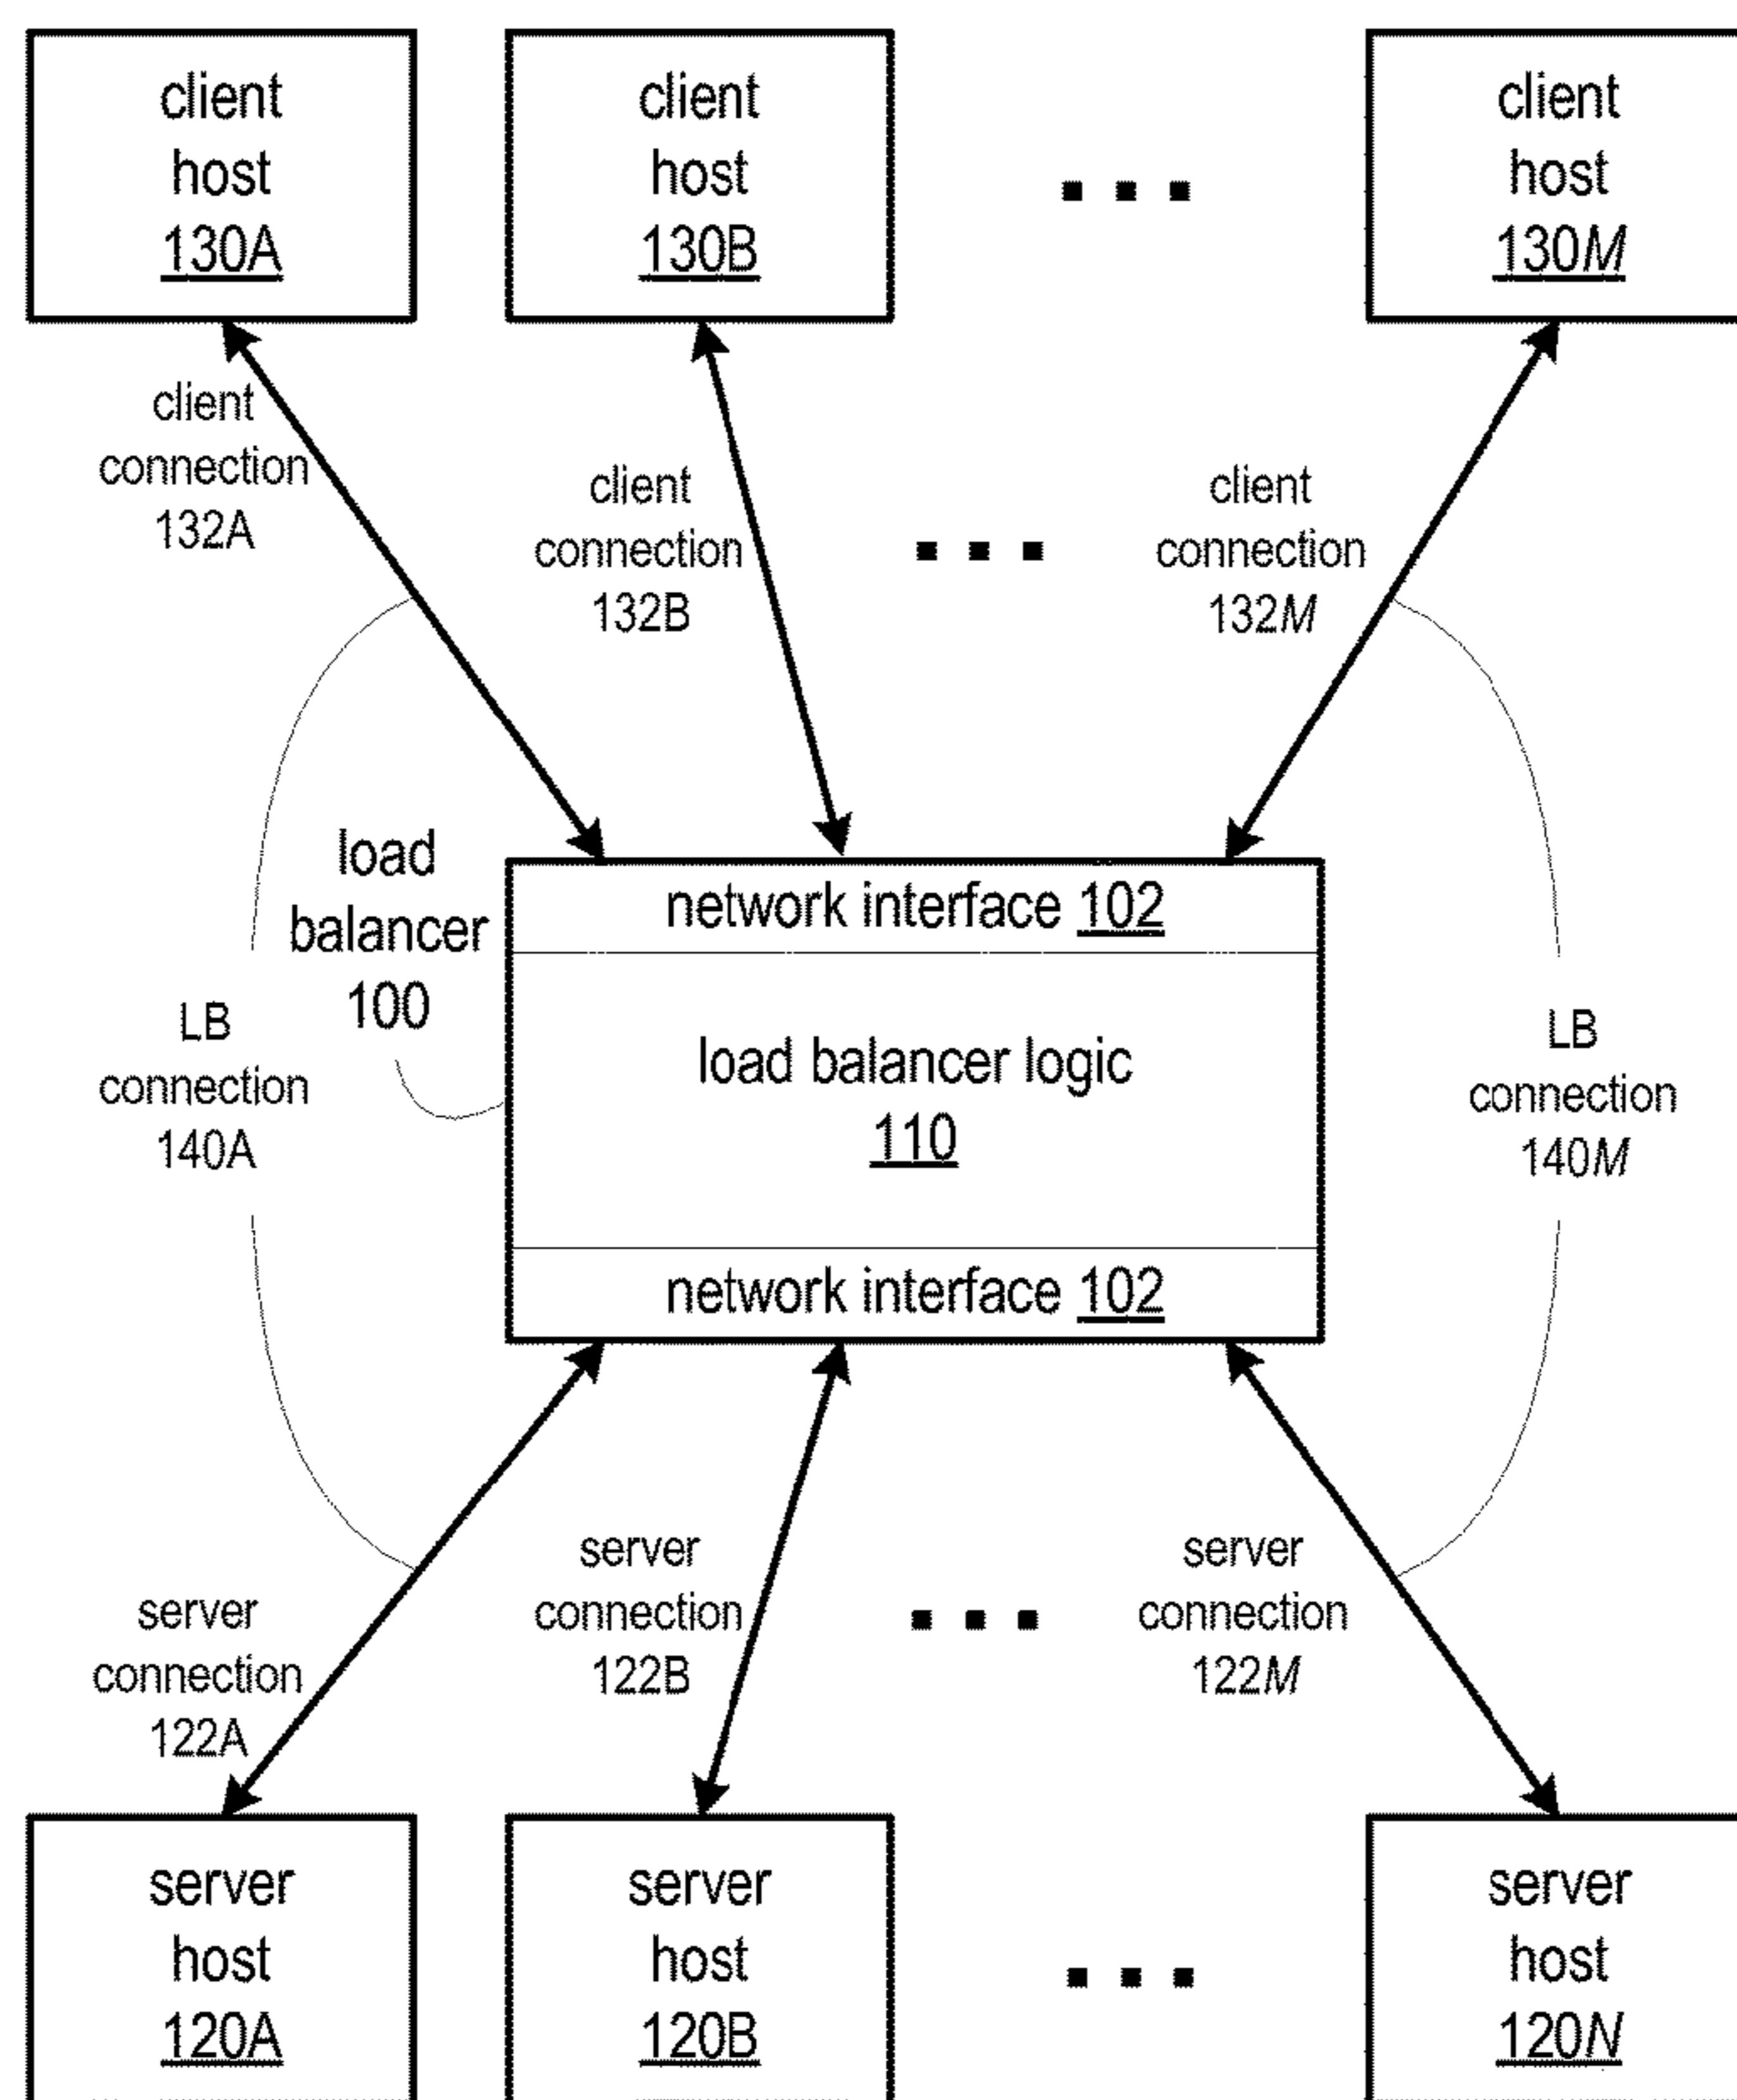 client
host
130A
client
host
130B
client
host
130M
client
connection
132A
client
connection
132B
client
connection
132M
load
balancer
100
network interface 102
load balancer logic
110
network interface 102
LB
connection
140A
LB
connection
140M
server
connection
122A
server
connection
122B
server
connection
122M
server
host
120A
server
host
120B
server
host
120N